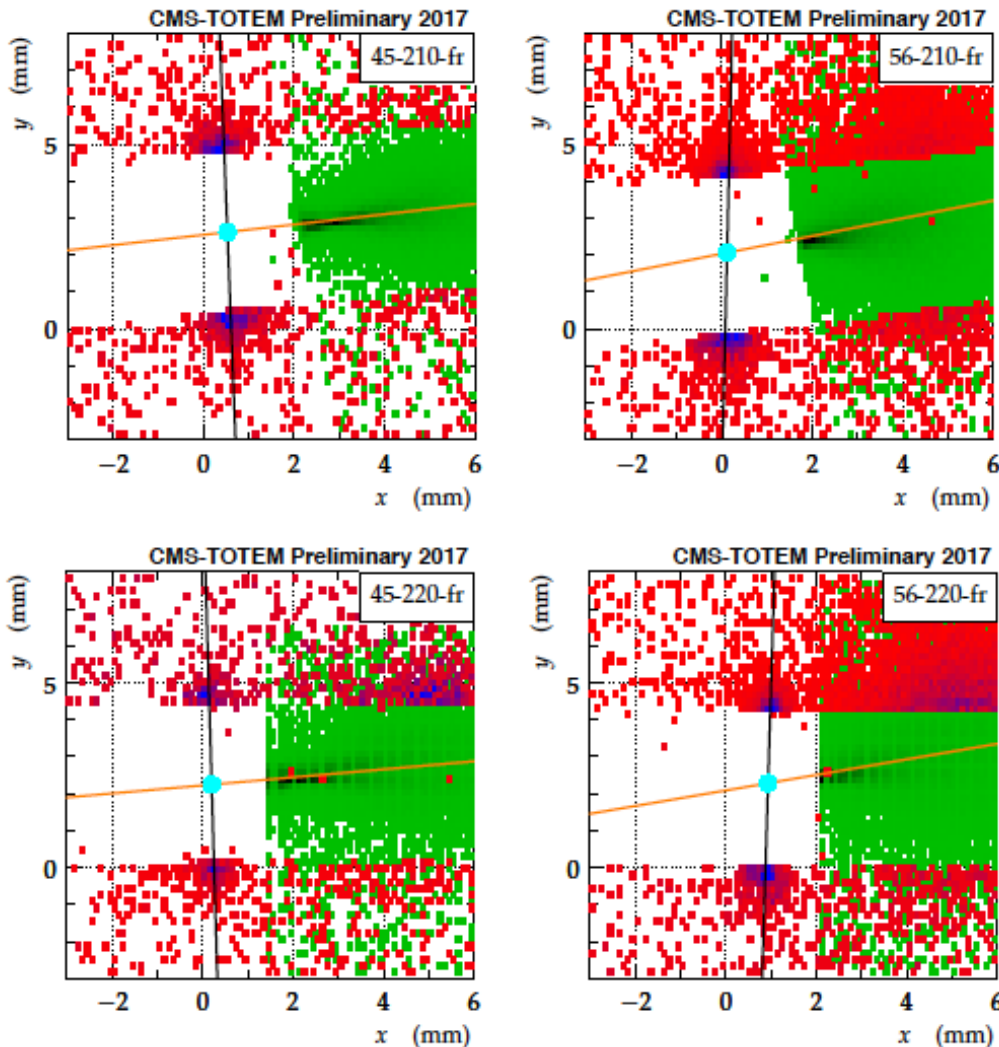 CMS-TOTEM Preliminary 2017
45-210-fr
y (mm)
5
0
−2 0 2 4 6
x (mm)
CMS-TOTEM Preliminary 2017
56-210-fr
y (mm)
5
0
−2 0 2 4 6
x (mm)
CMS-TOTEM Preliminary 2017
45-220-fr
y (mm)
5
0
−2 0 2 4 6
x (mm)
CMS-TOTEM Preliminary 2017
56-220-fr
y (mm)
5
0
−2 0 2 4 6
x (mm)